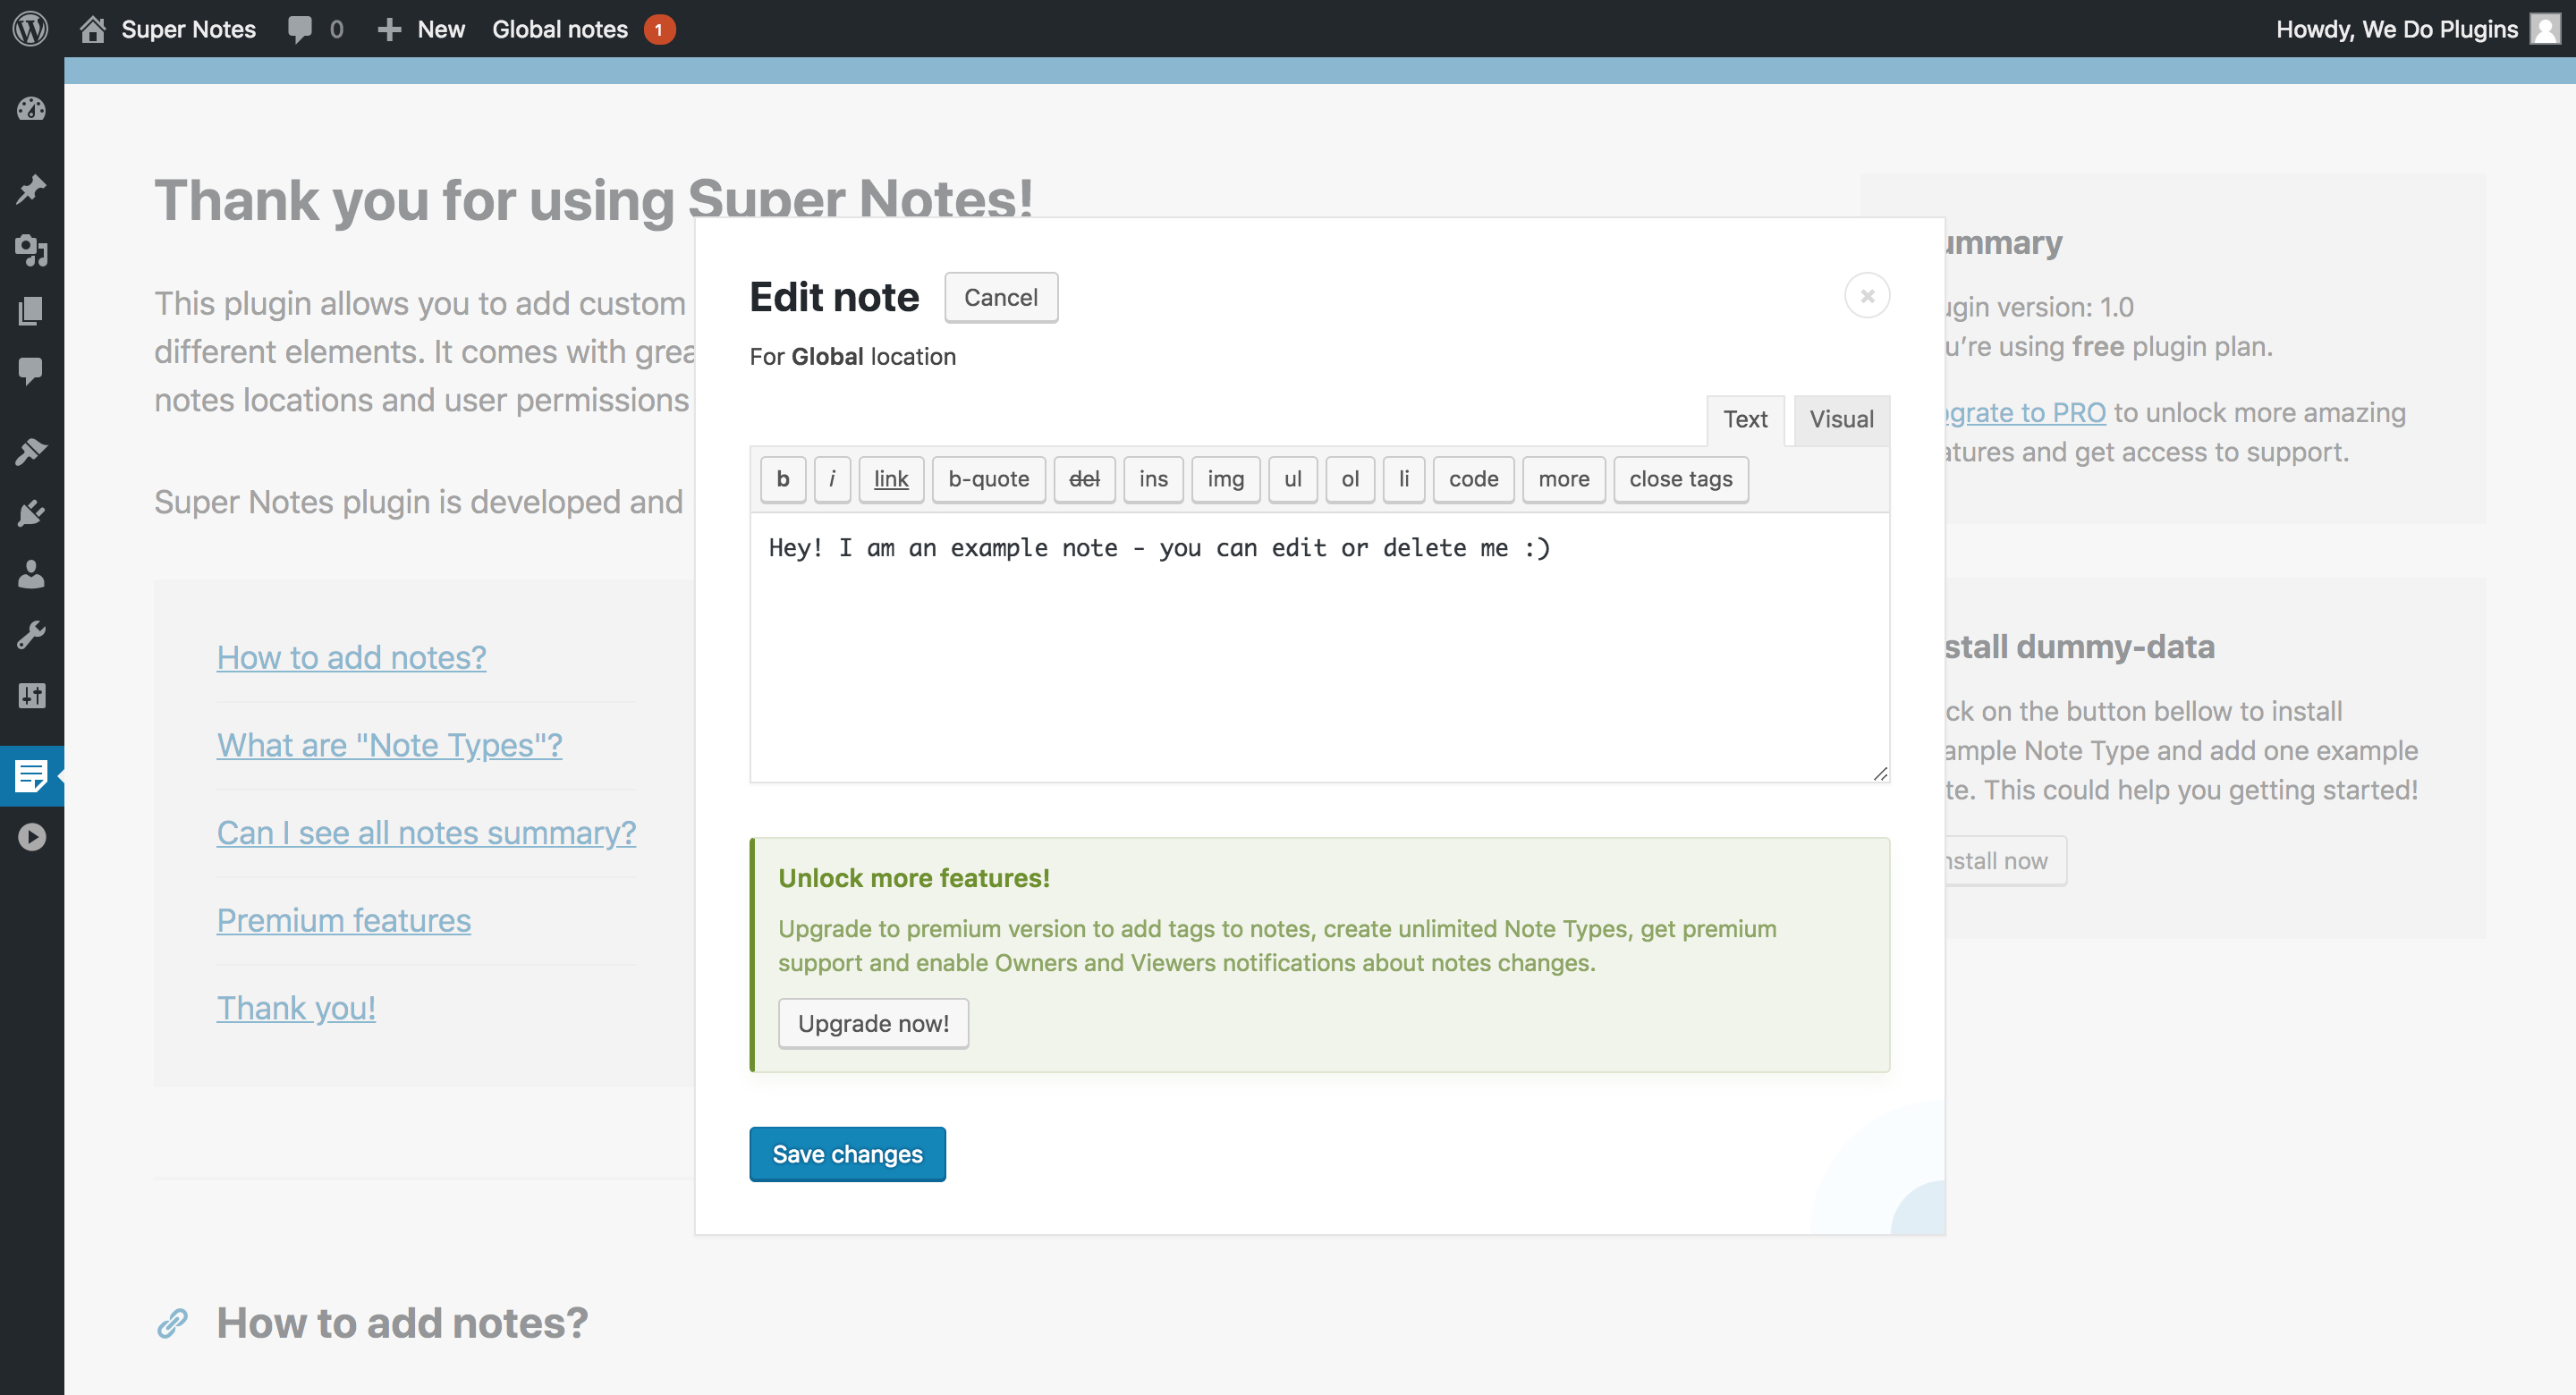 Super Notes 0 New Global notes 1 Howdy, We Do Plugins
Thank you for using Super Notes!
This plugin allows you to add custom
different elements. It comes with
notes locations and user permissions
Super Notes plugin is developed and
How to add notes?
What are "Note Types"?
Can I see all notes summary?
Premium features
Thank you!
How to add notes?
Edit note Cancel
For Global location
Text Visual
b i link b-quote del ins img ul ol li code more close tags
Hey! I am an example note - you can edit or delete me :)
Unlock more features!
Upgrade to premium version to add tags to notes, create unlimited Note Types, get premium
support and enable Owners and Viewers notifications about notes changes.
Upgrade now!
Save changes
ummary
gin version: 1.0
u're using free plugin plan.
grate to PRO to unlock more amazing
atures and get access to support.
stall dummy-data
ck on the button bellow to install
ample Note Type and add one example
te. This could help you getting started!
nstall now